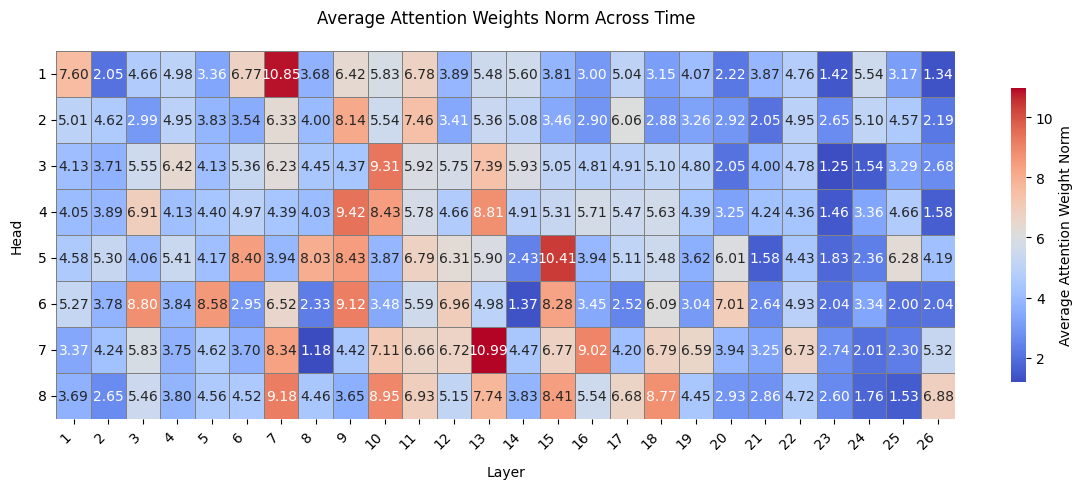 Average Attention Weights Norm Across Time
1 7.60 2.05 4.66 4.98 3.36 6.77 10.85 3.68 6.42 5.83 6.78 3.89 5.48 5.60 3.81 3.00 5.04 3.15 4.07 2.22 3.87 4.76 1.42 5.54 3.17 1.34
2 5.01 4.62 2.99 4.95 3.83 3.54 6.33 4.00 8.14 5.54 7.46 3.41 5.36 5.08 3.46 2.90 6.06 2.88 3.26 2.92 2.05 4.95 2.65 5.10 4.57 2.19
3 4.13 3.71 5.55 6.42 4.13 5.36 6.23 4.45 4.37 9.31 5.92 5.75 7.39 5.93 5.05 4.81 4.91 5.10 4.80 2.05 4.00 4.78 1.25 1.54 3.29 2.68
4 4.05 3.89 6.91 4.13 4.40 4.97 4.39 4.03 9.42 8.43 5.78 4.66 8.81 4.91 5.31 5.71 5.47 5.63 4.39 3.25 4.24 4.36 1.46 3.36 4.66 1.58
5 4.58 5.30 4.06 5.41 4.17 8.40 3.94 8.03 8.43 3.87 6.79 6.31 5.90 2.43 10.41 3.94 5.11 5.48 3.62 6.01 1.58 4.43 1.83 2.36 6.28 4.19
6 5.27 3.78 8.80 3.84 8.58 2.95 6.52 2.33 9.12 3.48 5.59 6.96 4.98 1.37 8.28 3.45 2.52 6.09 3.04 7.01 2.64 4.93 2.04 3.34 2.00 2.04
7 3.37 4.24 5.83 3.75 4.62 3.70 8.34 1.18 4.42 7.11 6.66 6.72 10.99 4.47 6.77 9.02 4.20 6.79 6.59 3.94 3.25 6.73 2.74 2.01 2.30 5.32
8 3.69 2.65 5.46 3.80 4.56 4.52 9.18 4.46 3.65 8.95 6.93 5.15 7.74 3.83 8.41 5.54 6.68 8.77 4.45 2.93 2.86 4.72 2.60 1.76 1.53 6.88
Head
1 2 3 4 5 6 7 8 9 10 11 12 13 14 15 16 17 18 19 20 21 22 23 24 25 26
Layer
10
8
6
4
2
Average Attention Weight Norm